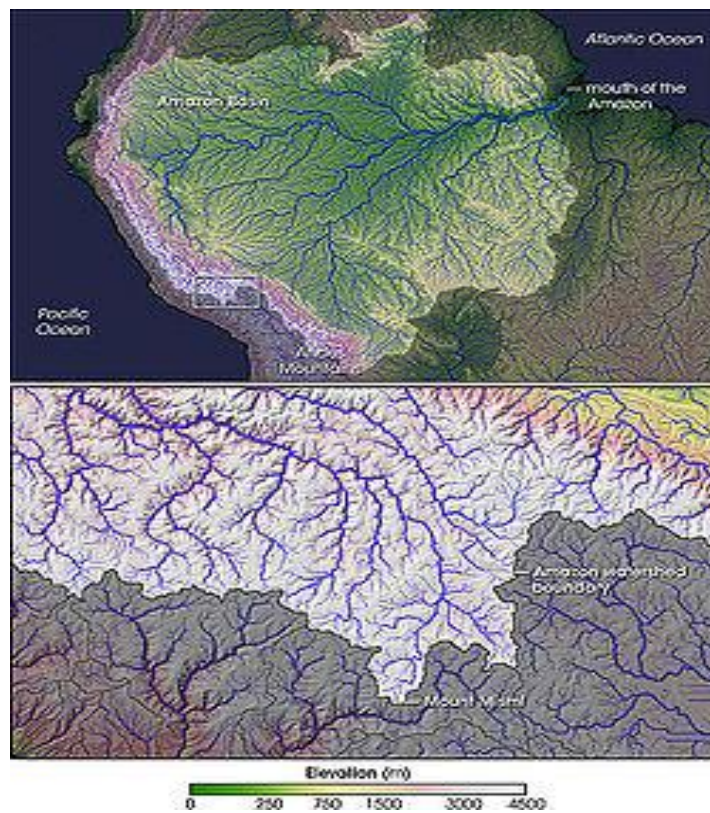 Atlantic Ocean
mouth of the
Amazon
Amazon Basin
Pacific
Ocean
Amazon watershed
boundary
Mount Mismi
Elevation (m)
0 250 750 1500 3000 4500